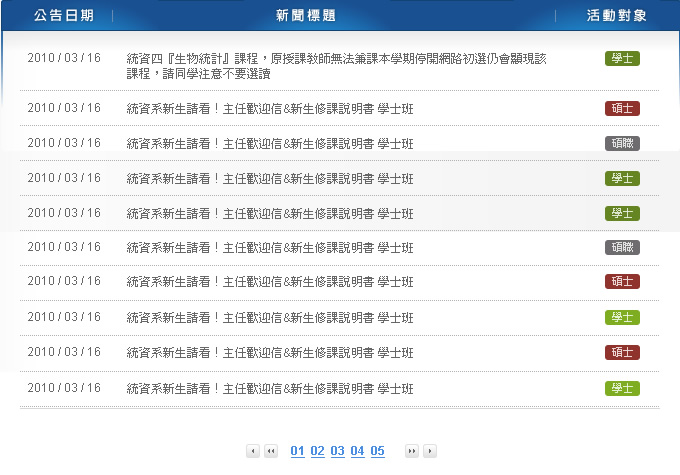 公告日期 新聞標題 活動對象
2010 / 03 / 16 統資四『生物統計』課程，原授課教師無法兼課本學期停開網路初選仍會顯現該 學士
課程，請同學注意不要選讀
2010 / 03 / 16 統資系新生請看！主任歡迎信&新生修課說明書 學士班 碩士
2010 / 03 / 16 統資系新生請看！主任歡迎信&新生修課說明書 學士班 碩職
2010 / 03 / 16 統資系新生請看！主任歡迎信&新生修課說明書 學士班 學士
2010 / 03 / 16 統資系新生請看！主任歡迎信&新生修課說明書 學士班 學士
2010 / 03 / 16 統資系新生請看！主任歡迎信&新生修課說明書 學士班 碩職
2010 / 03 / 16 統資系新生請看！主任歡迎信&新生修課說明書 學士班 碩士
2010 / 03 / 16 統資系新生請看！主任歡迎信&新生修課說明書 學士班 學士
2010 / 03 / 16 統資系新生請看！主任歡迎信&新生修課說明書 學士班 碩士
2010 / 03 / 16 統資系新生請看！主任歡迎信&新生修課說明書 學士班 學士
01 02 03 04 05